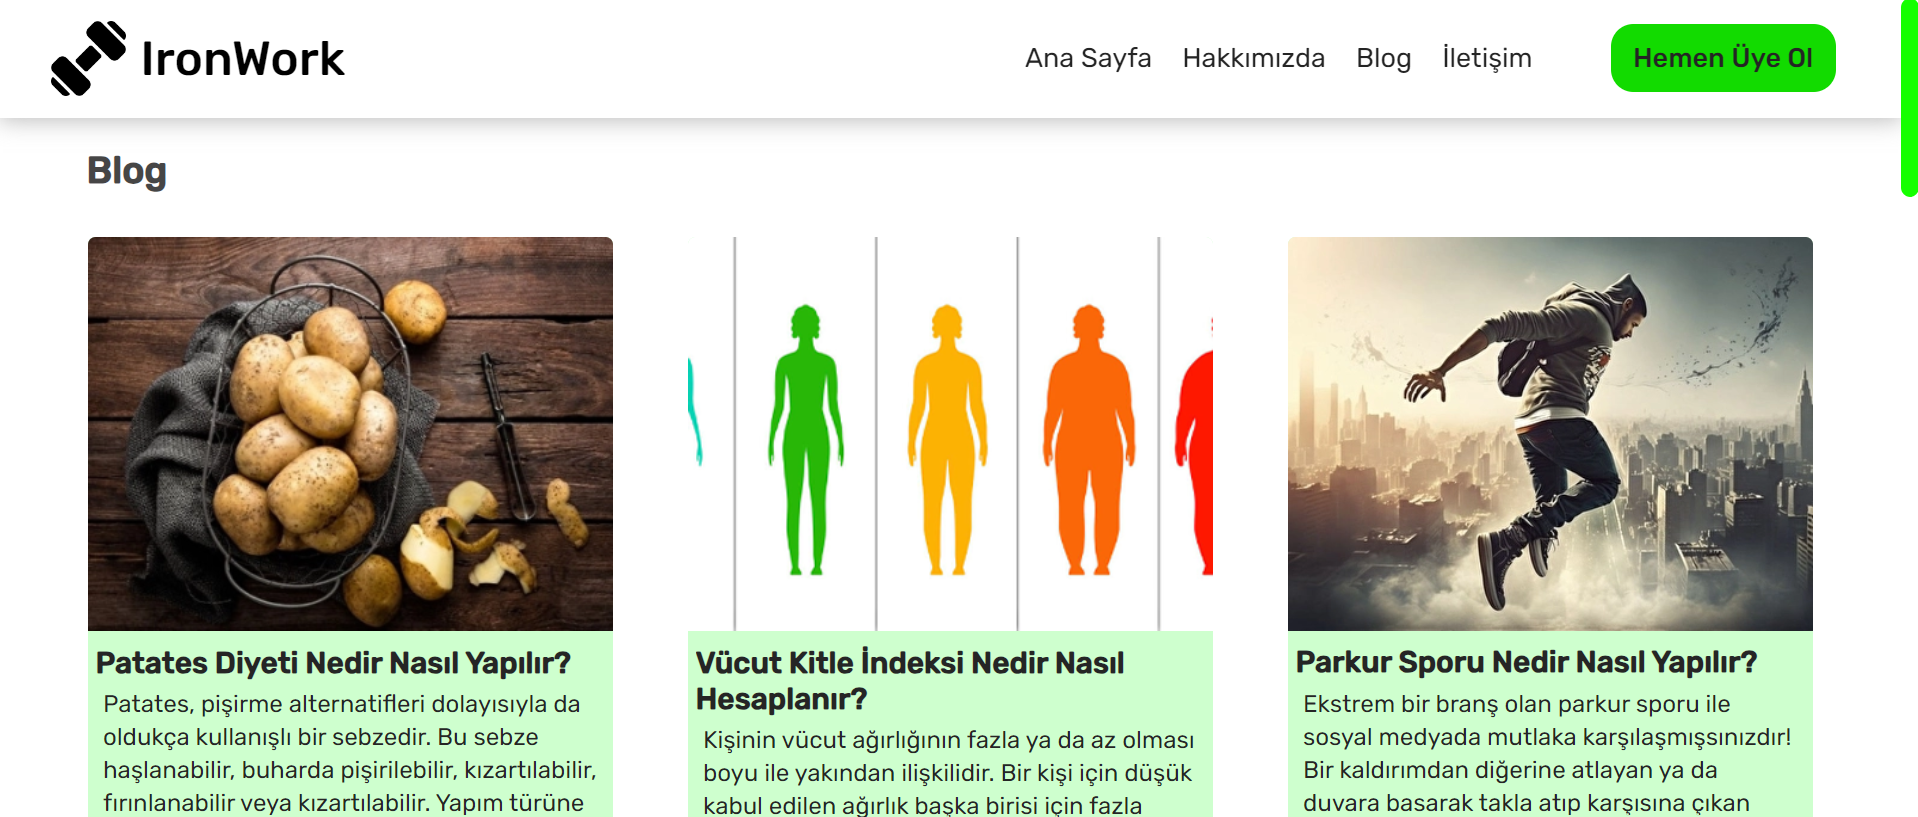 IronWork
Ana Sayfa Hakkımızda Blog İletişim Hemen Üye Ol
Blog
Patates Diyeti Nedir Nasıl Yapılır?
Patates, pişirme alternatifleri dolayısıyla da
oldukça kullanışlı bir sebzedir. Bu sebze
haşlanabilir, buharda pişirilebilir, kızartılabilir,
fırınlanabilir veya kızartılabilir. Yapım türüne
Vücut Kitle İndeksi Nedir Nasıl
Hesaplanır?
Kişinin vücut ağırlığının fazla ya da az olması
boyu ile yakından ilişkilidir. Bir kişi için düşük
kabul edilen ağırlık başka birisi için fazla
Parkur Sporu Nedir Nasıl Yapılır?
Ekstrem bir branş olan parkur sporu ile
sosyal medyada mutlaka karşılaşmışsınızdır!
Bir kaldırımdan diğerine atlayan ya da
duvara basarak takla atıp karşısına çıkan